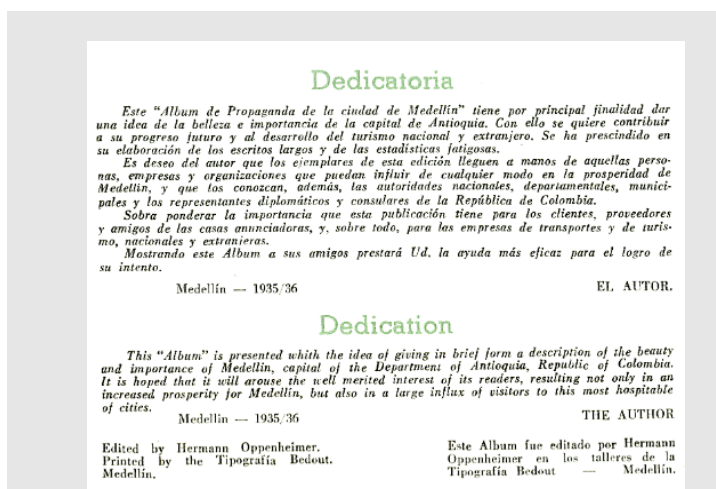 Dedicatoria
Este “Album de Propaganda de la ciudad de Medellín” tiene por principal finalidad dar
una idea de la belleza e importancia de la capital de Antioquia. Con ello se quiere contribuir
a su progreso futuro y al desarrollo del turismo nacional y extranjero. Se ha prescindido en
su elaboración de los escritos largos y de las estadísticas fatigosas.
Es deseo del autor que los ejemplares de esta edición lleguen a manos de aquellas perso-
nas, empresas y organizaciones que puedan influir de cualquier modo en la prosperidad de
Medellín, y que los conozcan, además, las autoridades nacionales, departamentales, munici-
pales y los representantes diplomáticos y consulares de la República de Colombia.
Sobra ponderar la importancia que esta publicación tiene para los clientes, proveedores
y amigos de las casas anunciadoras, y, sobre todo, para las empresas de transportes y de turis-
mo, nacionales y extranieras.
Mostrando este Album a sus amigos prestará Ud. la ayuda más eficaz para el logro de
su intento.
Medellín — 1935/36 EL AUTOR.
Dedication
This “Album” is presented whith the idea of giving in brief form a description of the beauty
and importance of Medellin, capital of the Department of Antioquia, Republic of Colombia.
It is hoped that it will arouse the well merited interest of its readers, resulting not only in an
increased prosperity for Medellín, but also in a large influx of visitors to this most hospitable
of cities.
Medellin — 1935/36 THE AUTHOR
Edited by Hermann Oppenheimer.
Printed by the Tipografía Bedout.
Medellín.
Este Album fue editado por Hermann
Oppenheimer en los talleres de la
Tipografía Bedout — Medellín.